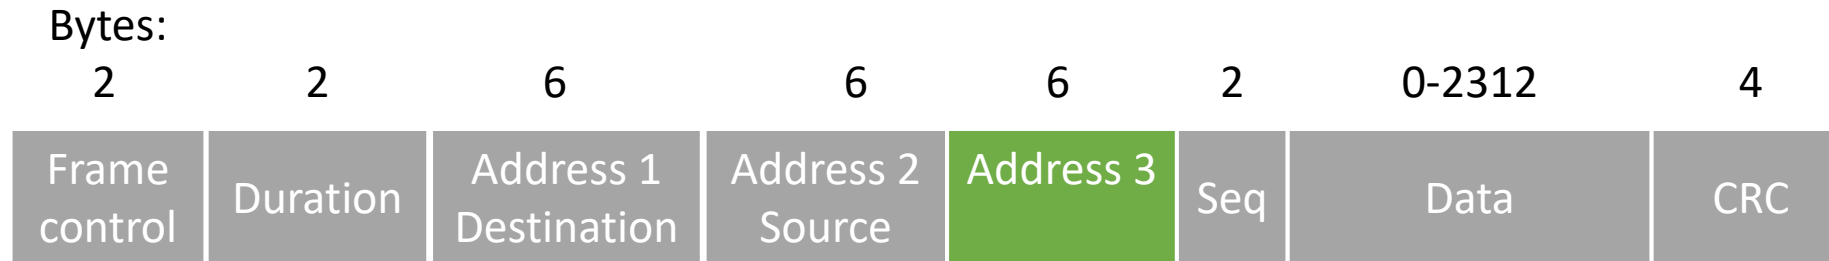 Bytes:
2 2 6 6 6 2 0-2312 4
Frame control Duration Address 1 Destination Address 2 Source Address 3 Seq Data CRC